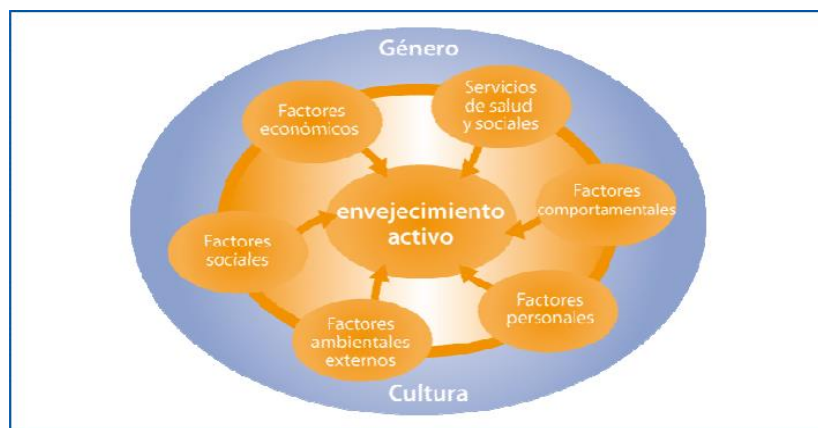 Género
Factores
económicos
Servicios
de salud
y sociales
Factores
comportamentales
envejecimiento
activo
Factores
sociales
Factores
personales
Factores
ambientales
externos
Cultura